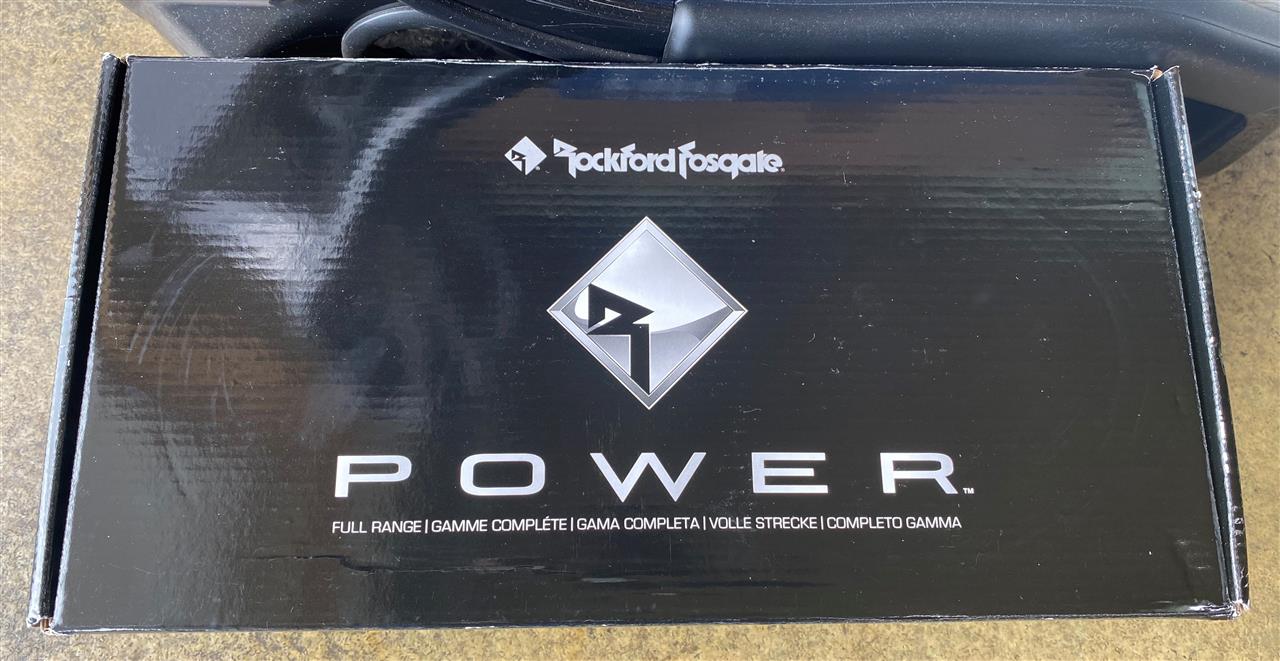 Rockford Fosgate®
POWER™
FULL RANGE | GAMME COMPLÉTE | GAMA COMPLETA | VOLLE STRECKE | COMPLETO GAMMA